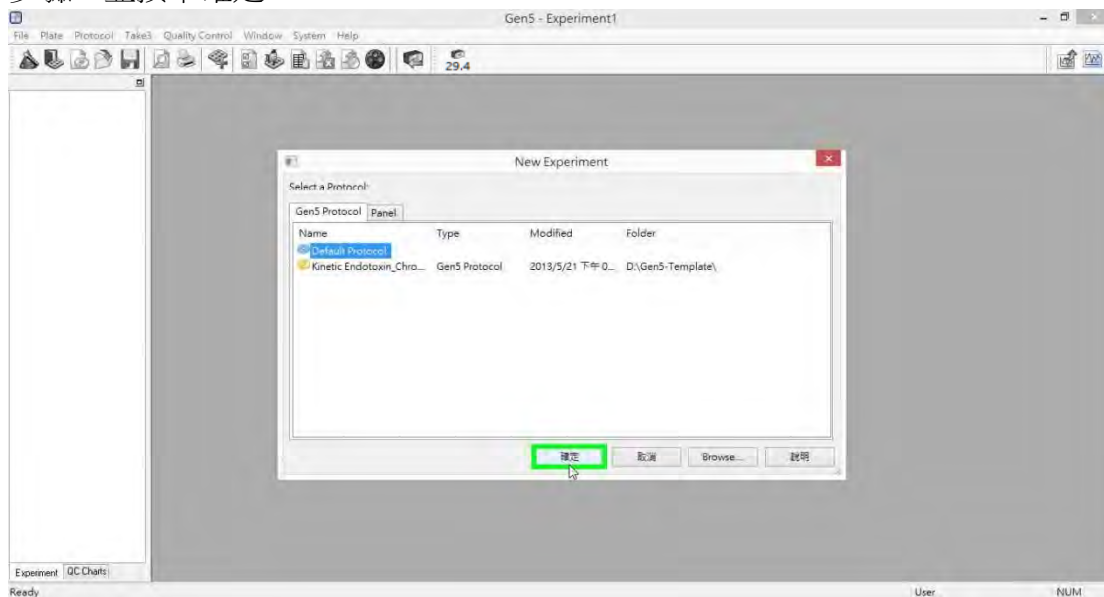 Gen5 - Experiment1
File Plate Protocol Take3 Quality Control Window System Help
29.4
New Experiment
Select a Protocol:
Gen5 Protocol Panel
Name Type Modified Folder
Default Protocol
Kinetic Endotoxin_Chro... Gen5 Protocol 2013/5/21 下午 0... D:\Gen5-Template\
確定 取消 Browse... 說明
Experiment QC Charts
Ready User NUM